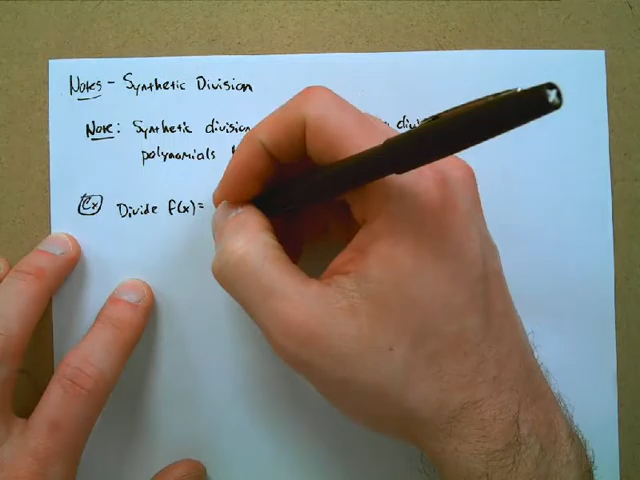 Notes - Synthetic Division
Note: Synthetic division
polynomials
Ex Divide f(x)=